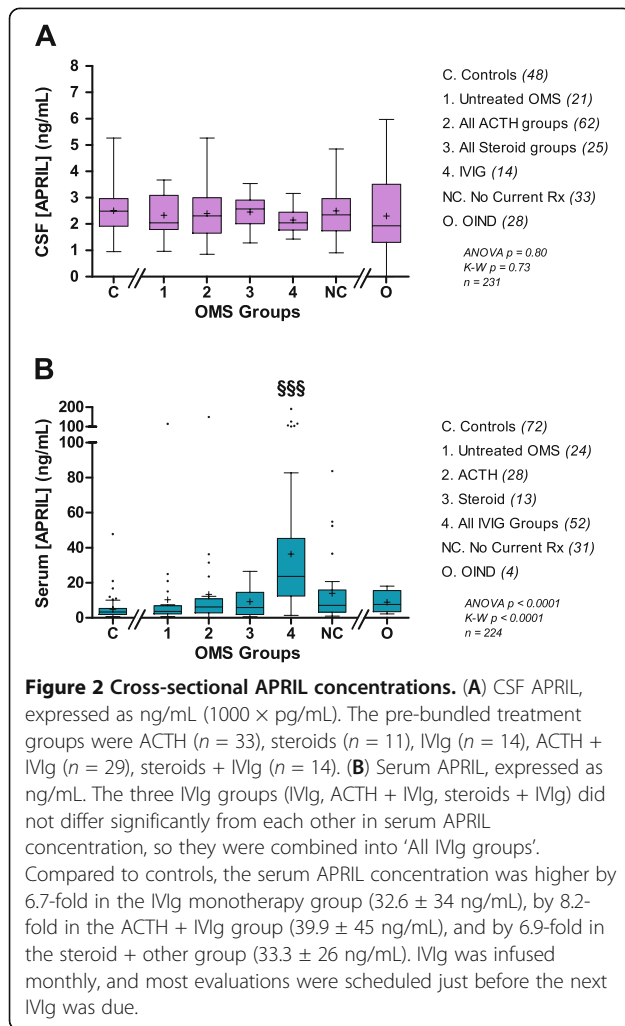 A
8
7
6
5
4
3
2
1
0
CSF [APRIL] (ng/mL)
C 1 2 3 4 NC O
OMS Groups
C. Controls (48)
1. Untreated OMS (21)
2. All ACTH groups (62)
3. All Steroid groups (25)
4. IVIG (14)
NC. No Current Rx (33)
O. OIND (28)
ANOVA p = 0.80
K-W p = 0.73
n = 231
B
§§§
200
100
100
80
60
40
20
0
Serum [APRIL] (ng/mL)
C 1 2 3 4 NC O
OMS Groups
C. Controls (72)
1. Untreated OMS (24)
2. ACTH (28)
3. Steroid (13)
4. All IVIG Groups (52)
NC. No Current Rx (31)
O. OIND (4)
ANOVA p < 0.0001
K-W p < 0.0001
n = 224
Figure 2 Cross-sectional APRIL concentrations. (A) CSF APRIL,
expressed as ng/mL (1000 × pg/mL). The pre-bundled treatment
groups were ACTH (n = 33), steroids (n = 11), IVIg (n = 14), ACTH +
IVIg (n = 29), steroids + IVIg (n = 14). (B) Serum APRIL, expressed as
ng/mL. The three IVIg groups (IVIg, ACTH + IVIg, steroids + IVIg) did
not differ significantly from each other in serum APRIL
concentration, so they were combined into 'All IVIg groups'.
Compared to controls, the serum APRIL concentration was higher by
6.7-fold in the IVIg monotherapy group (32.6 ± 34 ng/mL), by 8.2-
fold in the ACTH + IVIg group (39.9 ± 45 ng/mL), and by 6.9-fold in
the steroid + other group (33.3 ± 26 ng/mL). IVIg was infused
monthly, and most evaluations were scheduled just before the next
IVIg was due.